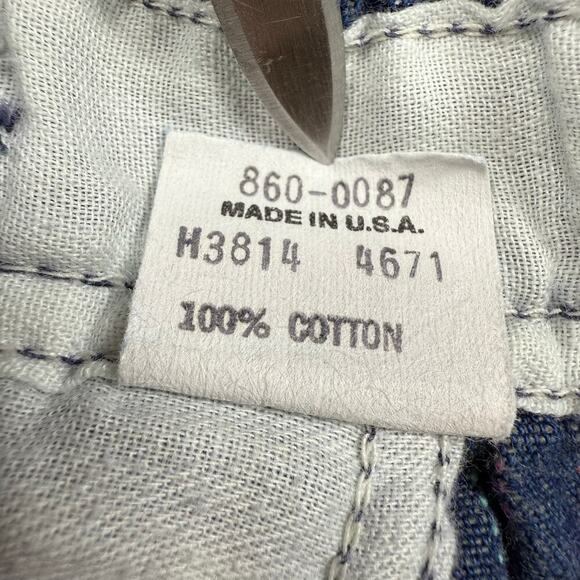 860-0087
MADE IN U.S.A.
H3814 4671
100% COTTON